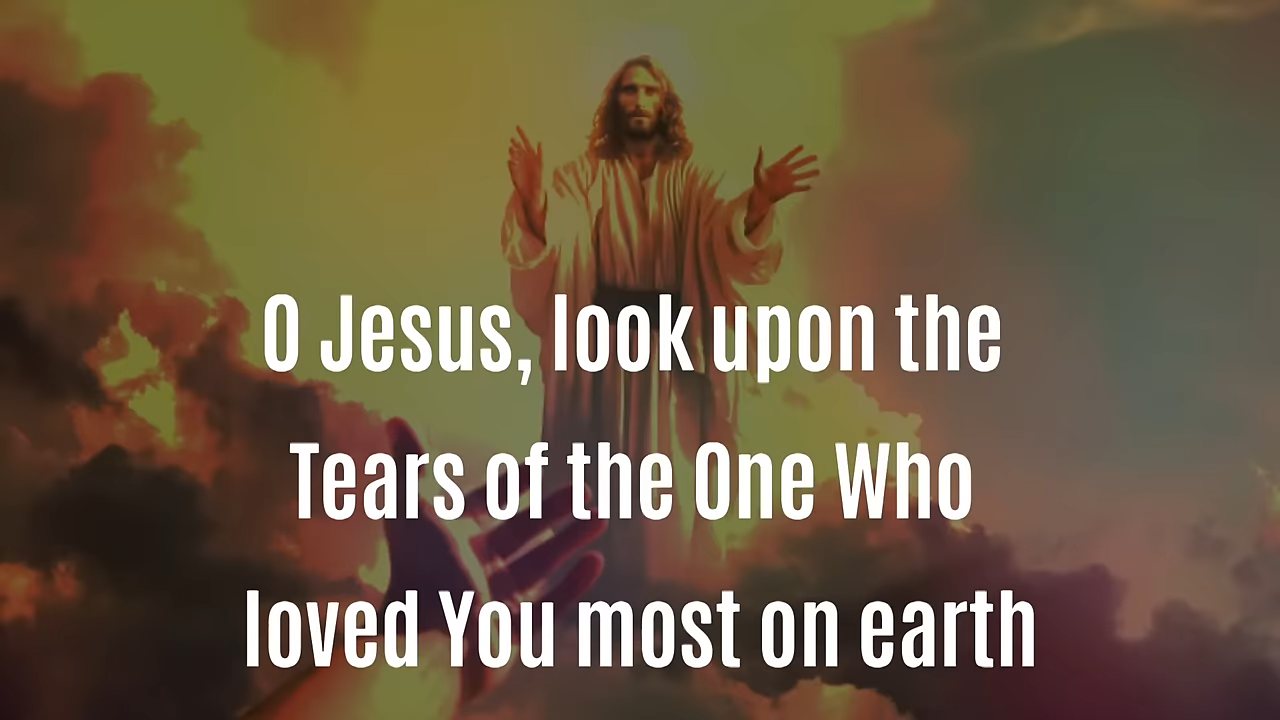 O Jesus, look upon the
Tears of the One Who
loved You most on earth